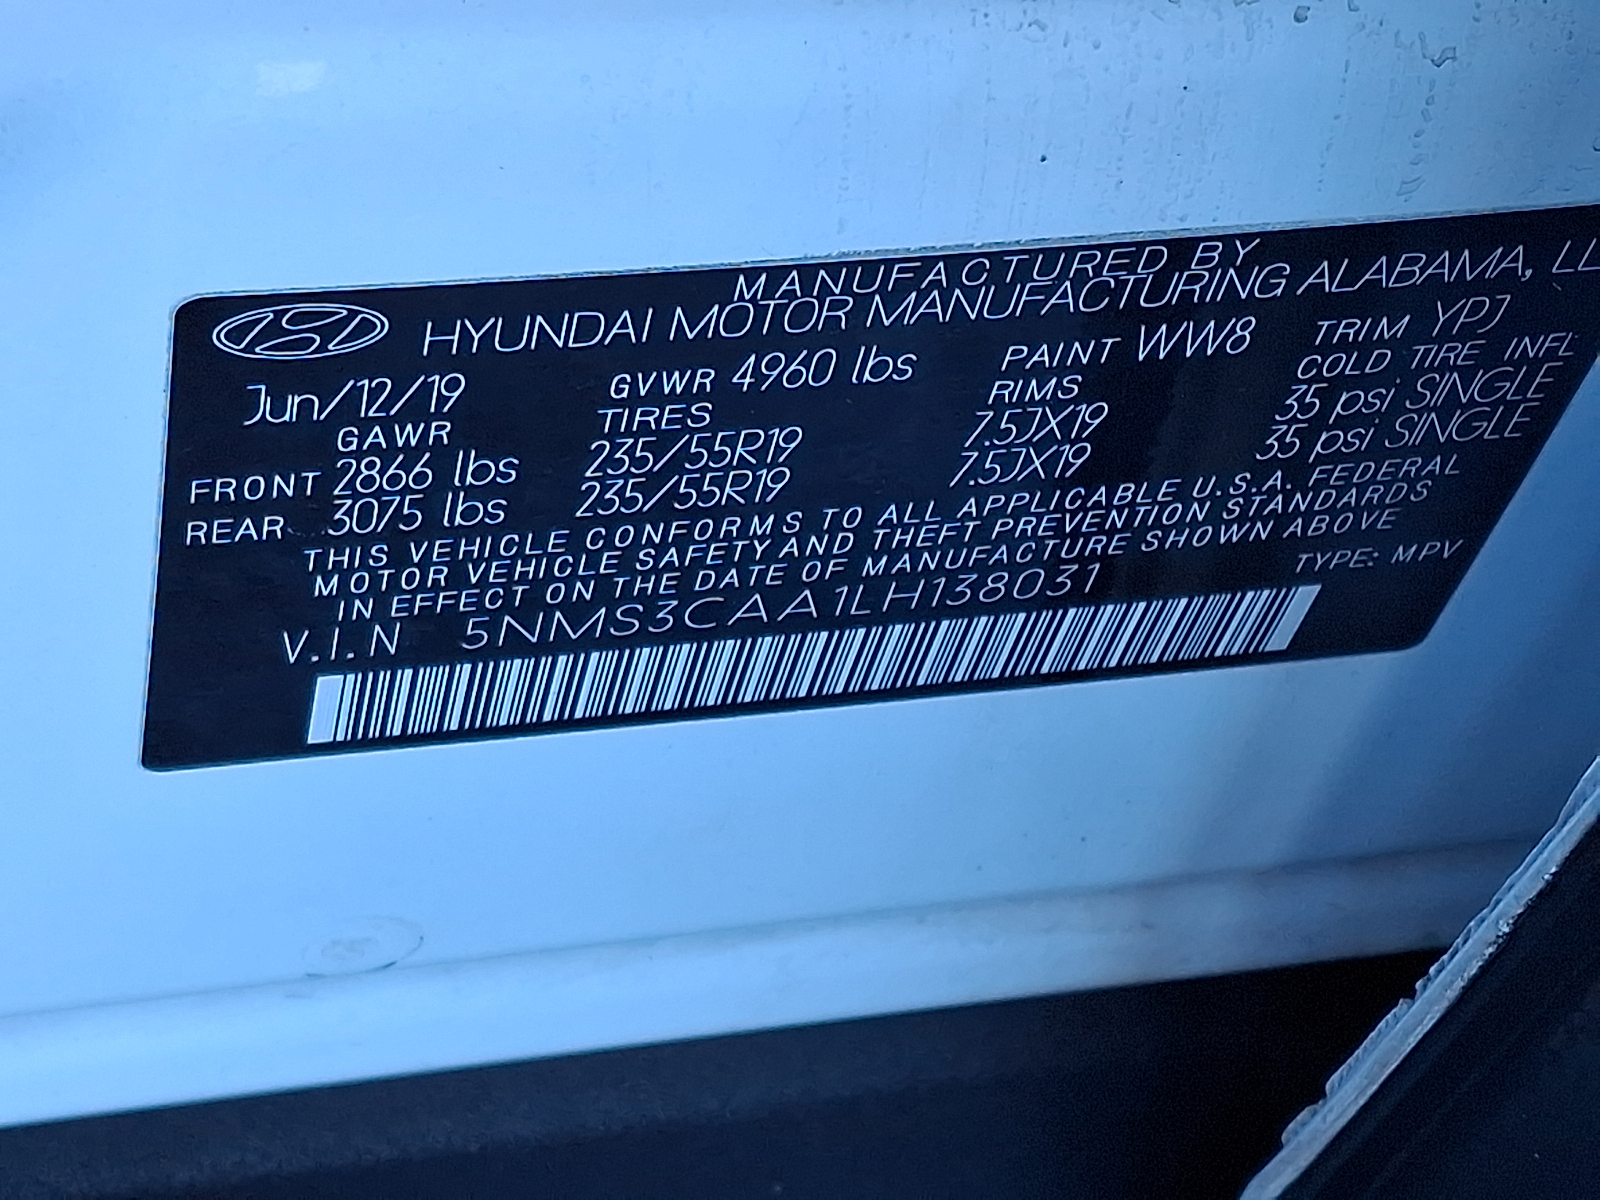 MANUFACTURED BY
HYUNDAI MOTOR MANUFACTURING ALABAMA, LL
Jun/12/19 GVWR 4960 lbs PAINT WW8 TRIM YPJ
GAWR TIRES RIMS COLD TIRE INFL
FRONT 2866 lbs 235/55R19 7.5JX19 35 psi SINGLE
REAR 3075 lbs 235/55R19 7.5JX19 35 psi SINGLE
THIS VEHICLE CONFORMS TO ALL APPLICABLE U.S.A. FEDERAL
MOTOR VEHICLE SAFETY AND THEFT PREVENTION STANDARDS
IN EFFECT ON THE DATE OF MANUFACTURE SHOWN ABOVE
V.I.N 5NMS3CAA1LH138031 TYPE: MPV